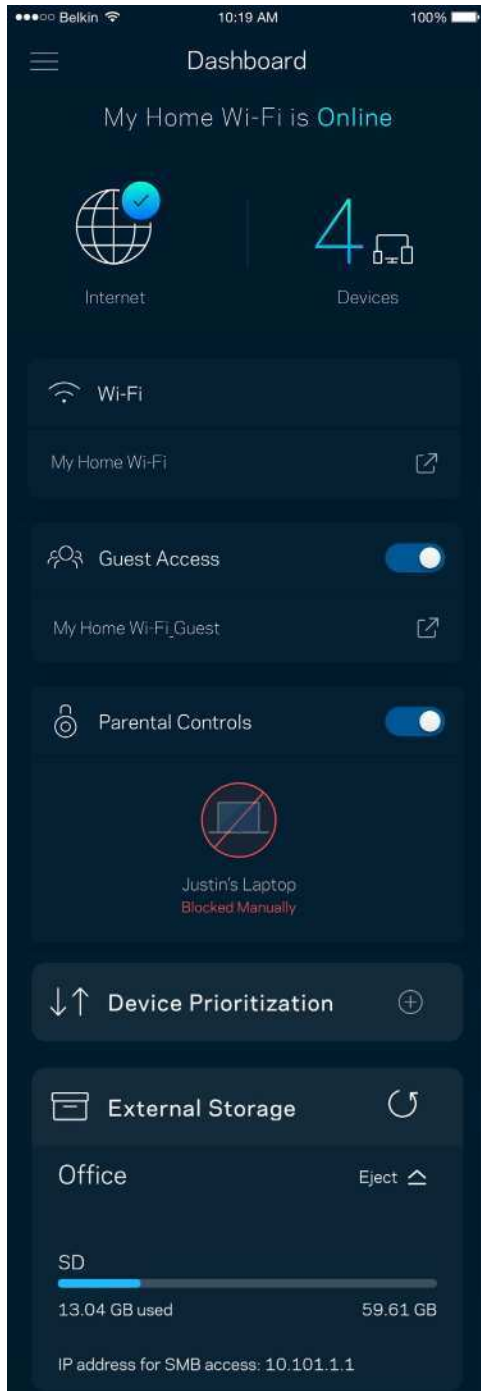 Belkin 10:19 AM 100%
Dashboard
My Home Wi-Fi is Online
4
Internet Devices
Wi-Fi
My Home Wi-Fi
Guest Access
My Home Wi-Fi_Guest
Parental Controls
Justin's Laptop
Blocked Manually
Device Prioritization
External Storage
Office Eject
SD
13.04 GB used 59.61 GB
IP address for SMB access: 10.101.1.1